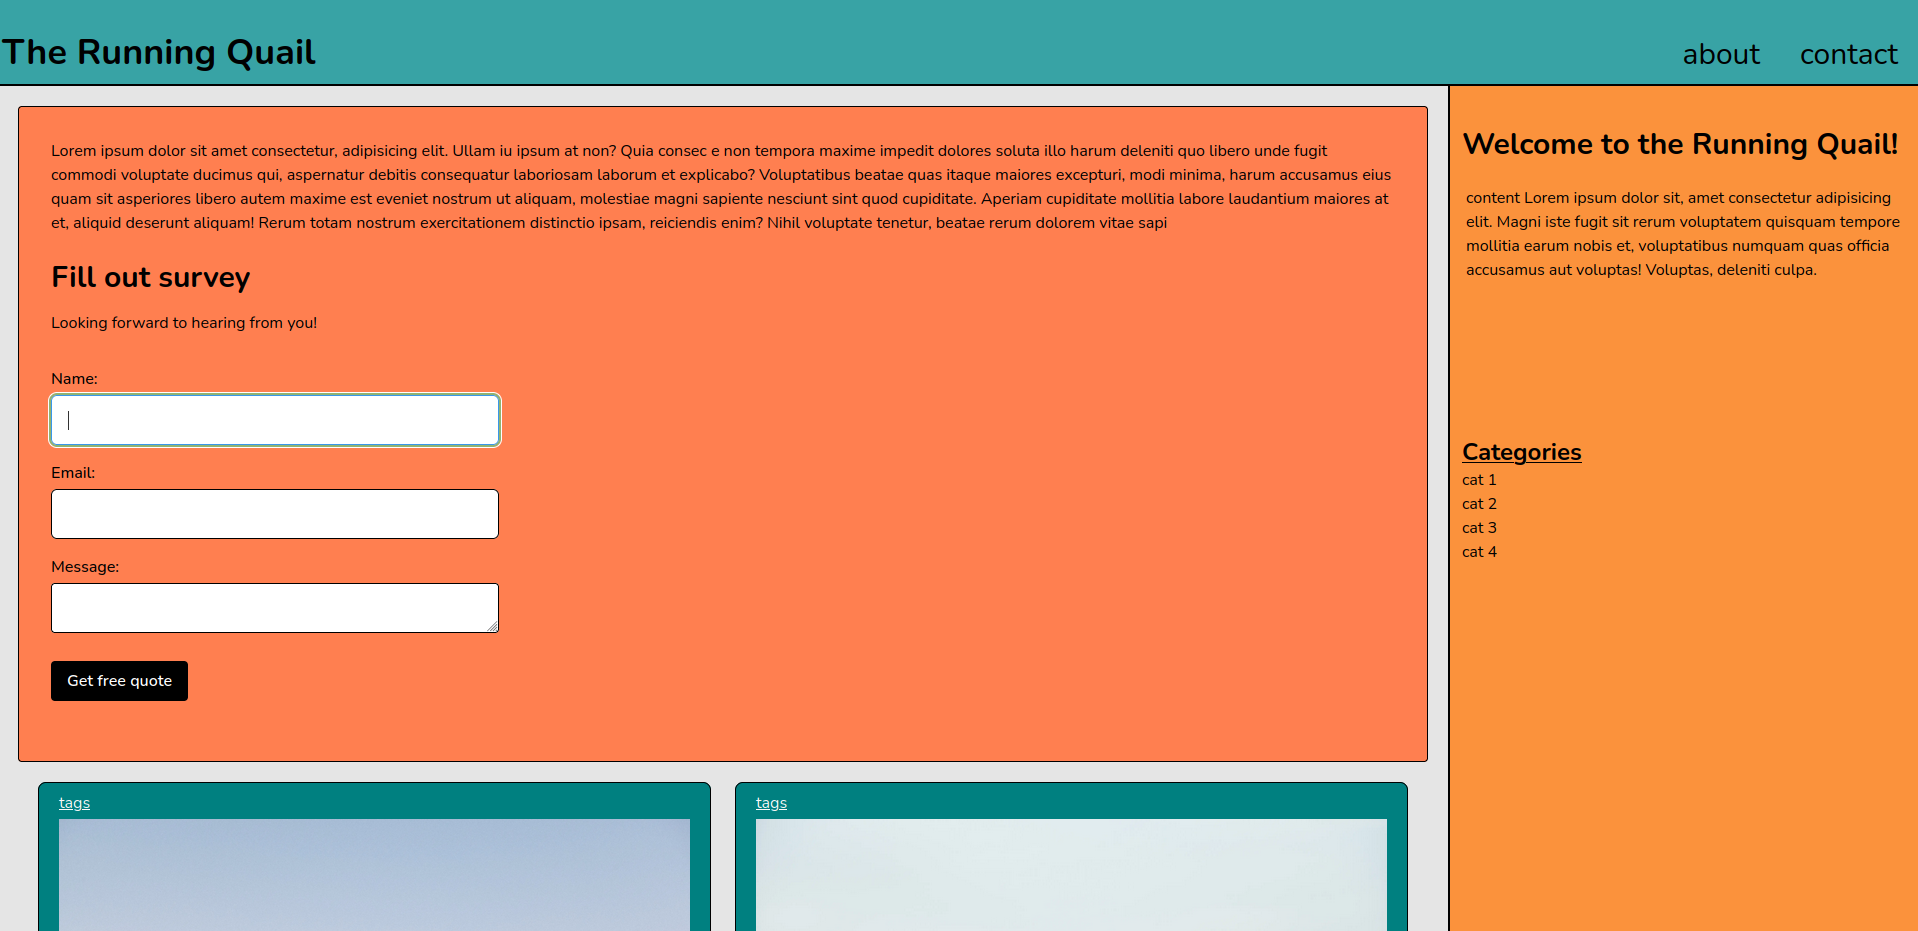 The Running Quail
about contact
Lorem ipsum dolor sit amet consectetur, adipisicing elit. Ullam iu ipsum at non? Quia consec e non tempora maxime impedit dolores soluta illo harum deleniti quo libero unde fugit
commodi voluptate ducimus qui, aspernatur debitis consequatur laboriosam laborum et explicabo? Voluptatibus beatae quas itaque maiores excepturi, modi minima, harum accusamus eius
quam sit asperiores libero autem maxime est eveniet nostrum ut aliquam, molestiae magni sapiente nesciunt sint quod cupiditate. Aperiam cupiditate mollitia labore laudantium maiores at
et, aliquid deserunt aliquam! Rerum totam nostrum exercitationem distinctio ipsam, reiciendis enim? Nihil voluptate tenetur, beatae rerum dolorem vitae sapi
Fill out survey
Looking forward to hearing from you!
Name:
Email:
Message:
Get free quote
tags
tags
Welcome to the Running Quail!
content Lorem ipsum dolor sit, amet consectetur adipisicing
elit. Magni iste fugit sit rerum voluptatem quisquam tempore
mollitia earum nobis et, voluptatibus numquam quas officia
accusamus aut voluptas! Voluptas, deleniti culpa.
Categories
cat 1
cat 2
cat 3
cat 4